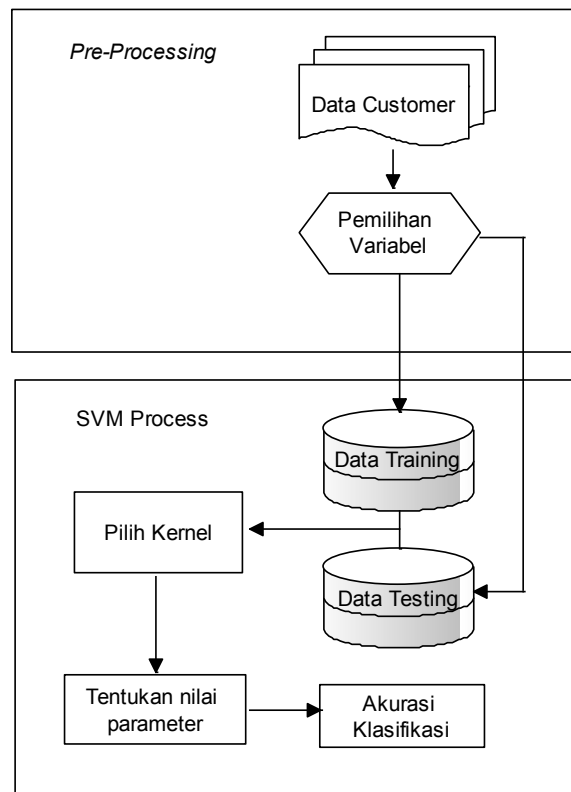 Pre-Processing
Data Customer
Pemilihan
Variabel
SVM Process
Data Training
Pilih Kernel
Data Testing
Tentukan nilai
parameter
Akurasi
Klasifikasi